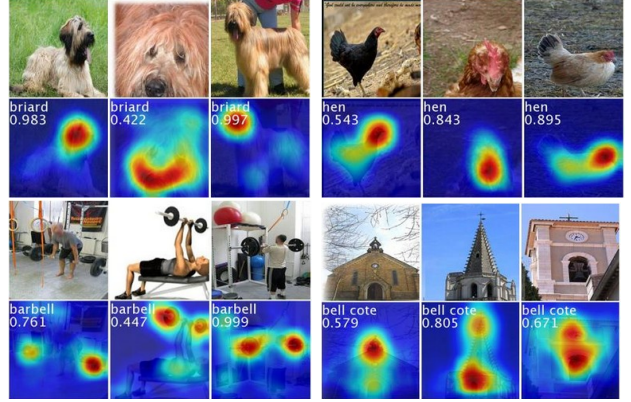 briard
0.983
briard
0.422
briard
0.997
hen
0.543
hen
0.843
hen
0.895
barbell
0.761
barbell
0.447
barbell
0.999
bell cote
0.579
bell cote
0.805
bell cote
0.671